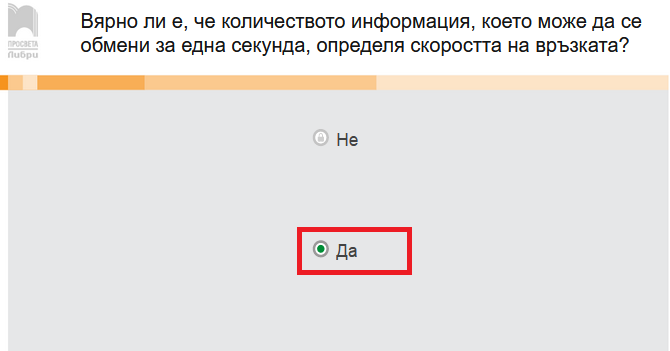 ПРОСВЕТА
Либри
Вярно ли е, че количеството информация, което може да се
обмени за една секунда, определя скоростта на връзката?
Не
Да